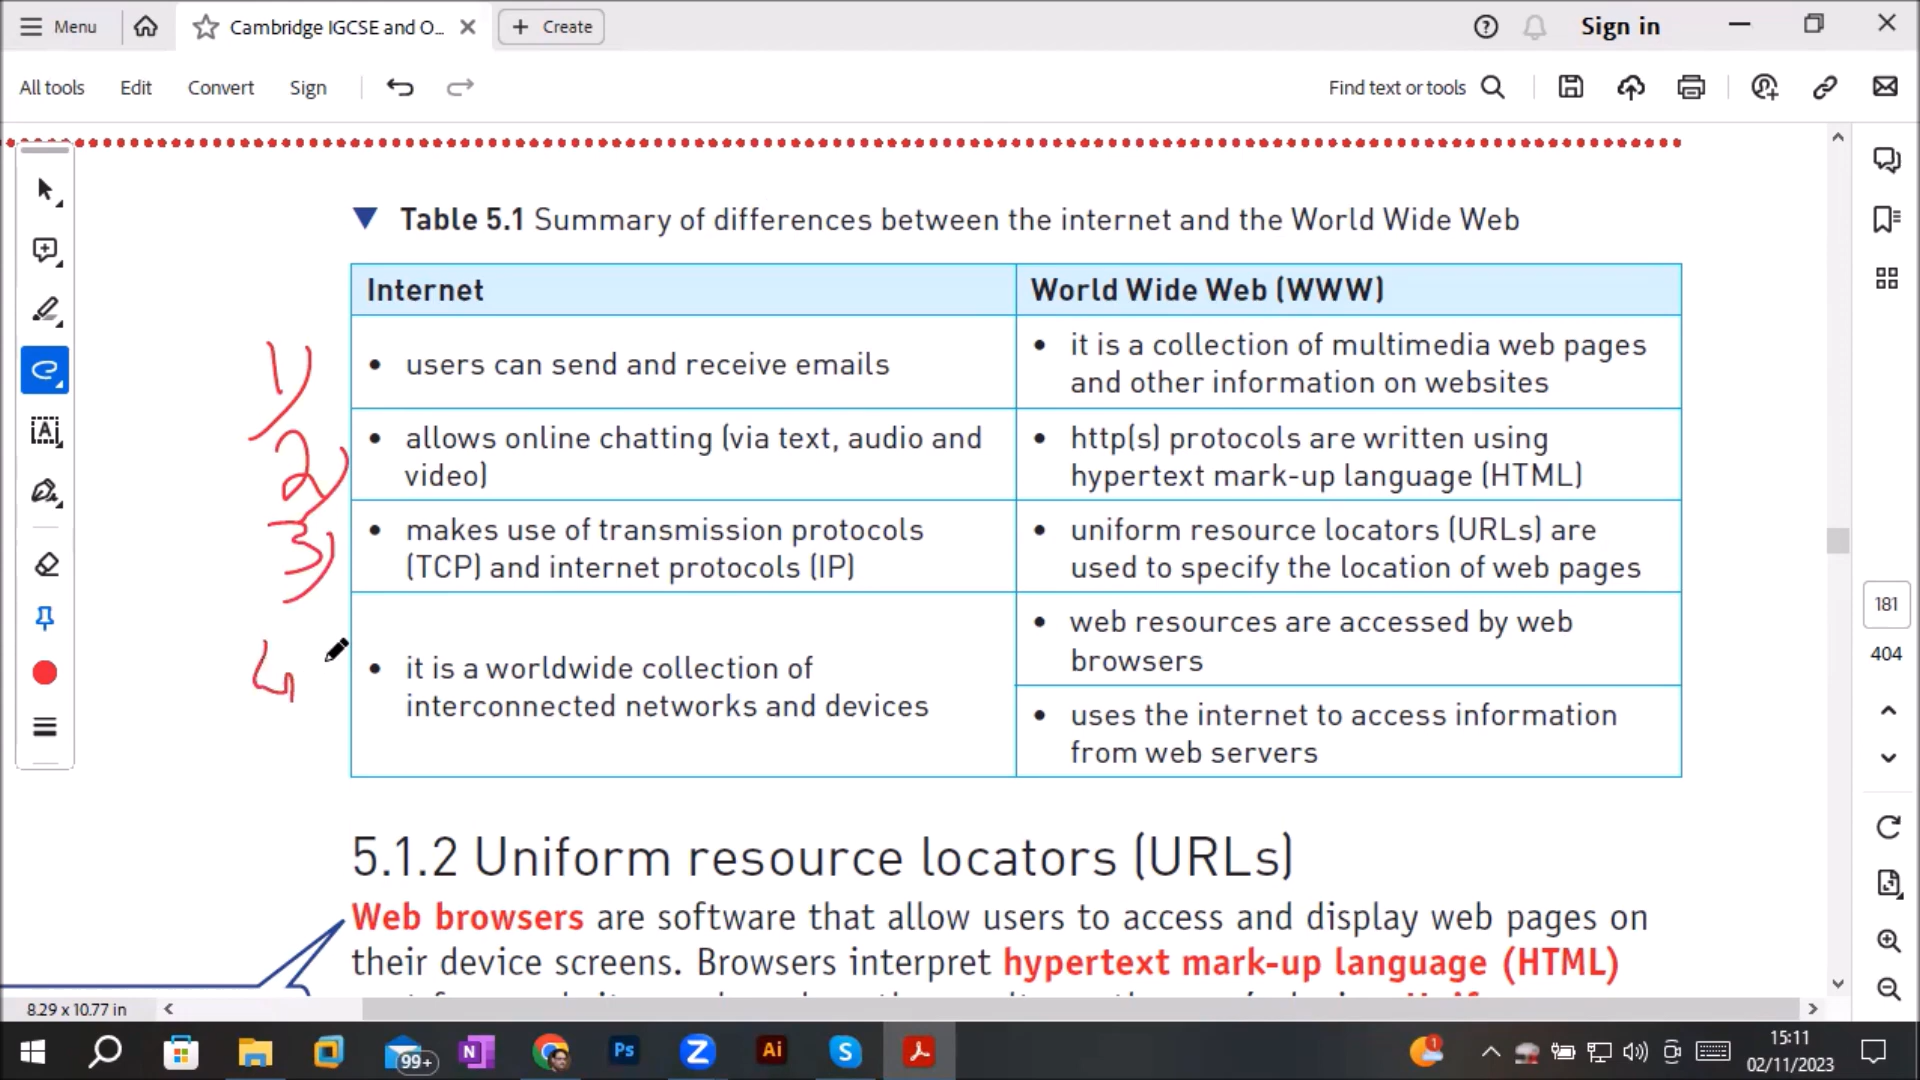 Menu
Cambridge IGCSE and O...
Create
Sign in
All tools
Edit
Convert
Sign
Find text or tools
Table 5.1 Summary of differences between the internet and the World Wide Web
Internet
World Wide Web (WWW)
1)
• users can send and receive emails
• it is a collection of multimedia web pages
and other information on websites
2)
• allows online chatting (via text, audio and
video)
• http(s) protocols are written using
hypertext mark-up language (HTML)
3)
• makes use of transmission protocols
(TCP) and internet protocols (IP)
• uniform resource locators (URLs) are
used to specify the location of web pages
4
• it is a worldwide collection of
interconnected networks and devices
• web resources are accessed by web
browsers
• uses the internet to access information
from web servers
181
404
5.1.2 Uniform resource locators (URLs)
Web browsers are software that allow users to access and display web pages on
their device screens. Browsers interpret hypertext mark-up language (HTML)
8.29 x 10.77 in
99+
N
Ps
Z
Ai
S
1
15:11
02/11/2023